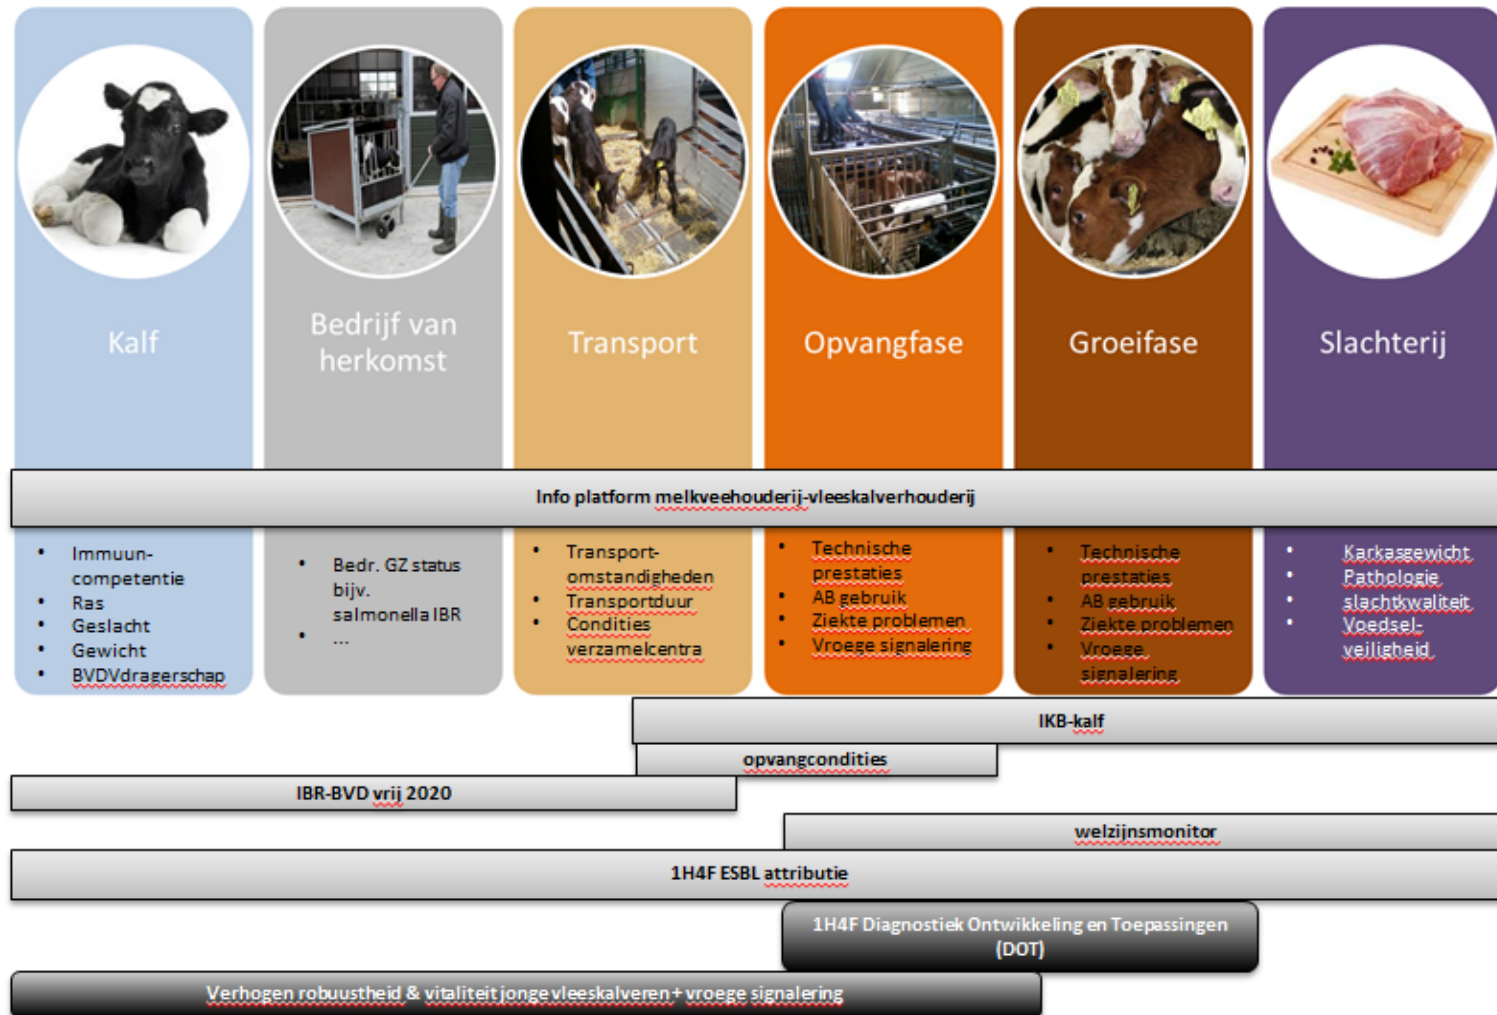 Kalf
Bedrijf van
herkomst
Transport
Opvangfase
Groeifase
Slachterij
Info platform melkveehouderij-vleeskalverhouderij
• Immuun-
competentie
• Ras
• Geslacht
• Gewicht
• BVDVdragerschap
• Bedr. GZ status
bijv.
salmonella IBR
• ...
• Transport-
omstandigheden
• Transportduur
• Condities
verzamelcentra
• Technische
prestaties
• AB gebruik
• Ziekte problemen
• Vroege signalering
• Technische
prestaties
• AB gebruik
• Ziekte problemen
• Vroege
signalering
• Karkasgewicht
• Pathologie
• slachtkwaliteit
• Voedsel-
veiligheid
IKB-kalf
opvangcondities
IBR-BVD vrij 2020
welzijnsmonitor
1H4F ESBL attributie
1H4F Diagnostiek Ontwikkeling en Toepassingen
(DOT)
Verhogen robuustheid & vitaliteit jonge vleeskalveren + vroege signalering